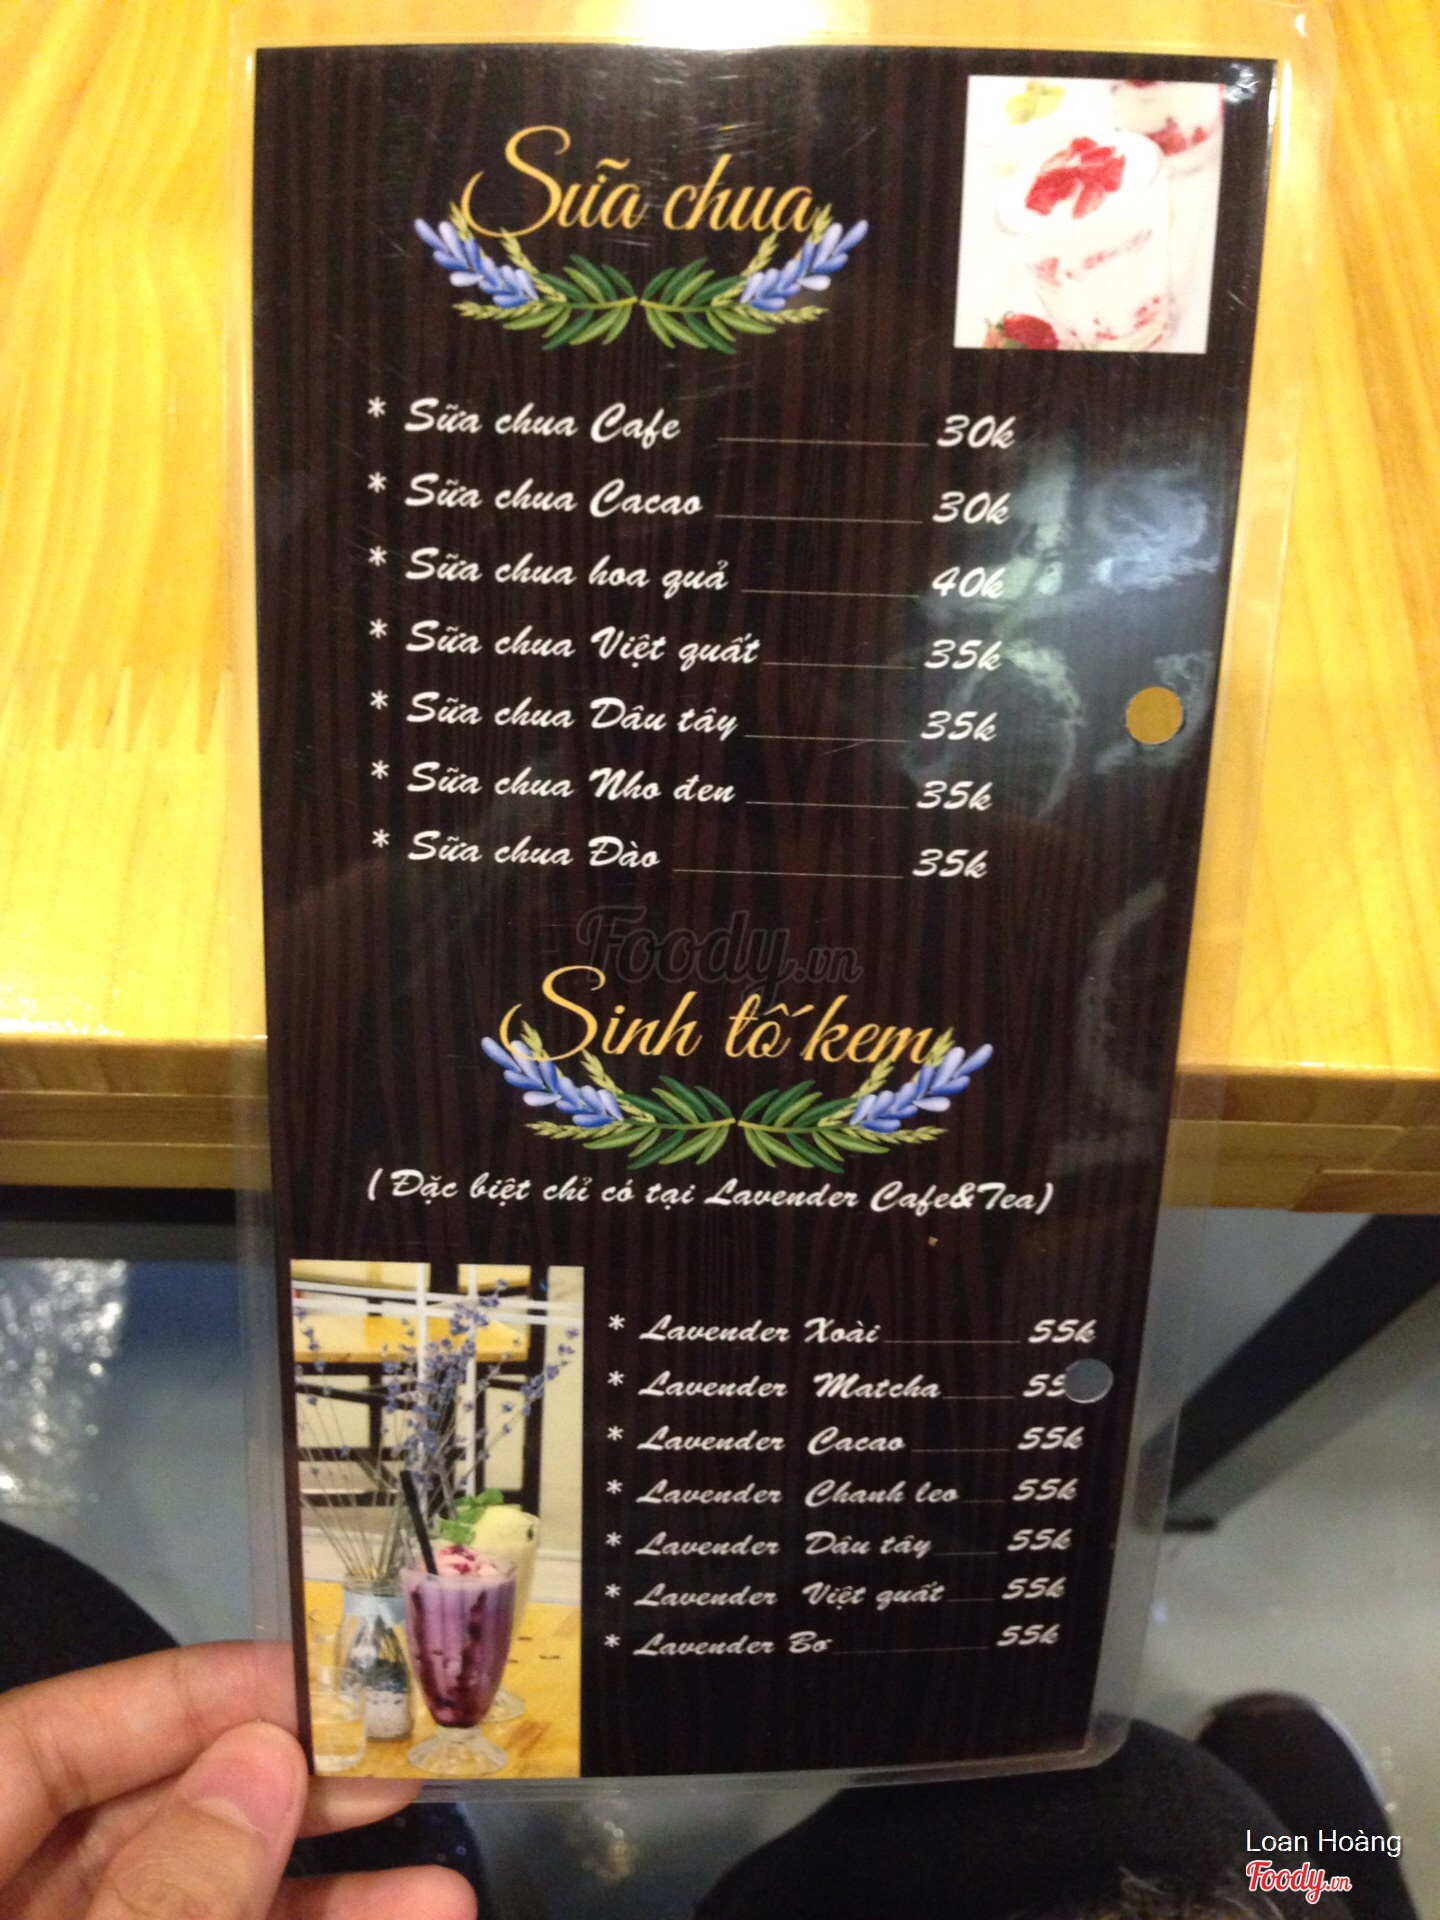 Sữa chua
* Sữa chua Cafe 30k
* Sữa chua Cacao 30k
* Sữa chua hoa quả 40k
* Sữa chua Việt quất 35k
* Sữa chua Dâu tây 35k
* Sữa chua Nho đen 35k
* Sữa chua Đào 35k
Foody.vn
Sinh tố kem
( Đặc biệt chỉ có tại Lavender Cafe&Tea)
* Lavender Xoài 55k
* Lavender Matcha 55
* Lavender Cacao 55k
* Lavender Chanh leo 55k
* Lavender Dâu tây 55k
* Lavender Việt quất 55k
* Lavender Bơ 55k
Loan Hoàng
Foody.vn